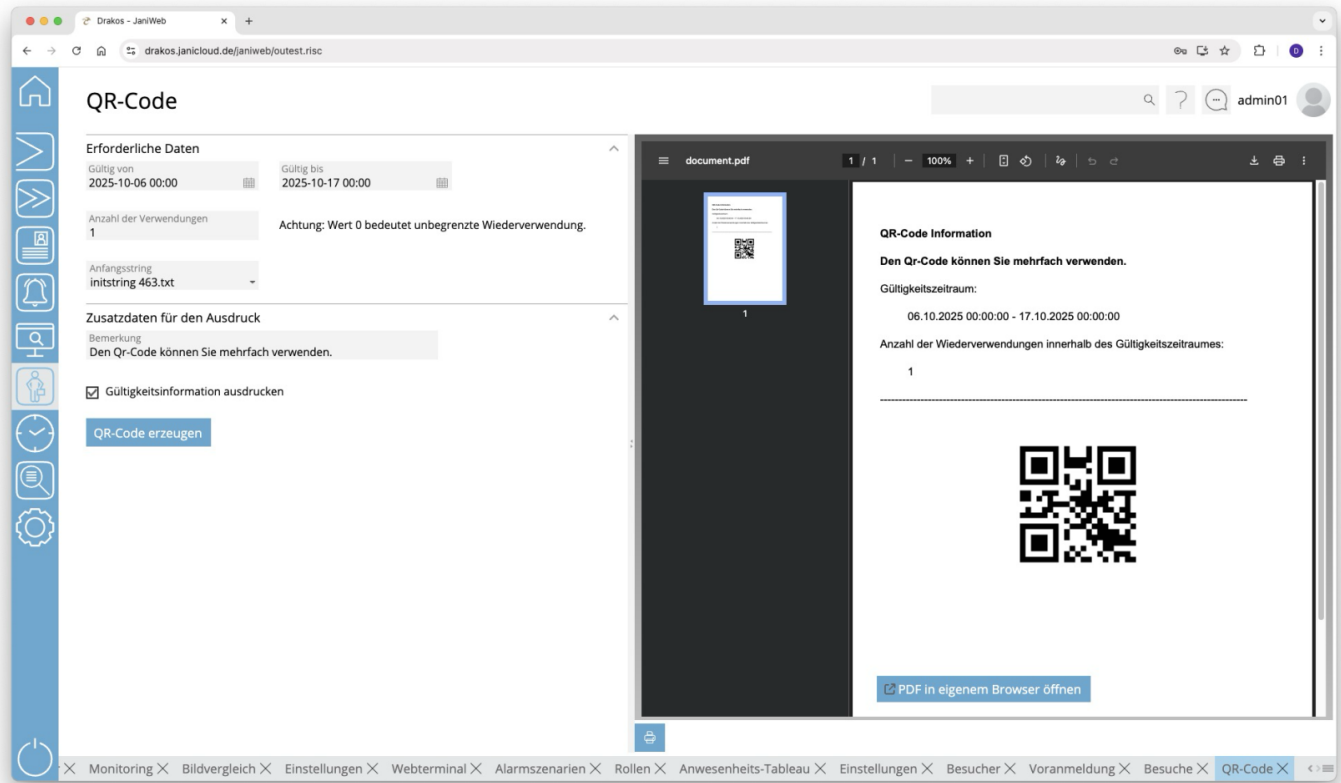 Drakos - JaniWeb
drakos.janicloud.de/janiweb/outest.risc
D
QR-Code
admin01
Erforderliche Daten
Gültig von
2025-10-06 00:00
Gültig bis
2025-10-17 00:00
Anzahl der Verwendungen
1
Achtung: Wert 0 bedeutet unbegrenzte Wiederverwendung.
Anfangsstring
initstring 463.txt
Zusatzdaten für den Ausdruck
Bemerkung
Den Qr-Code können Sie mehrfach verwenden.
Gültigkeitsinformation ausdrucken
QR-Code erzeugen
document.pdf
1 / 1
100%
1
QR-Code Information
Den Qr-Code können Sie mehrfach verwenden.
Gültigkeitszeitraum:
06.10.2025 00:00:00 - 17.10.2025 00:00:00
Anzahl der Wiederverwendungen innerhalb des Gültigkeitszeitraumes:
1
PDF in eigenem Browser öffnen
Monitoring Bildvergleich Einstellungen Webterminal Alarmszenarien Rollen Anwesenheits-Tableau Einstellungen Besucher Voranmeldung Besuche QR-Code